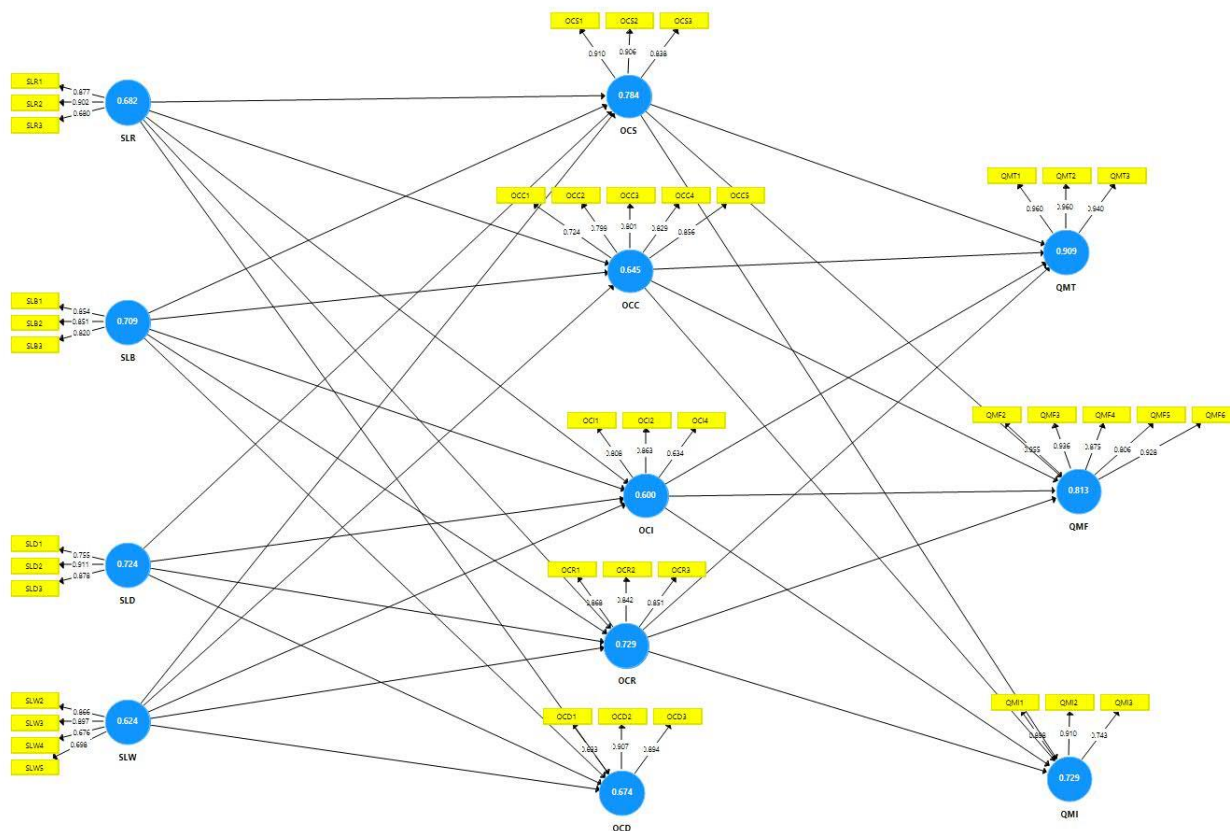 OCS1 OCS2 OCS3
0.910 0.906 0.838
0.784
OCS
SLR1
SLR2
SLR3
0.877
0.902
0.680
0.682
SLR
OCC1 OCC2 OCC3 OCC4 OCC5
0.724 0.799 0.801 0.829 0.856
0.645
OCC
QMT1 QMT2 QMT3
0.960 0.960 0.940
0.909
QMT
SLB1
SLB2
SLB3
0.854
0.851
0.820
0.709
SLB
OCI1 OCI2 OCI4
0.808 0.863 0.634
0.600
OCI
QMF2 QMF3 QMF4 QMF5 QMF6
0.955 0.936 0.875 0.806 0.928
0.813
QMF
SLD1
SLD2
SLD3
0.755
0.911
0.878
0.724
SLD
OCR1 OCR2 OCR3
0.868 0.842 0.851
0.729
OCR
SLW2
SLW3
SLW4
SLW5
0.866
0.897
0.676
0.698
0.624
SLW
OCD1 OCD2 OCD3
0.907 0.894
0.674
OCD
QMI1 QMI2 QMI3
0.910 0.743
0.729
QMI